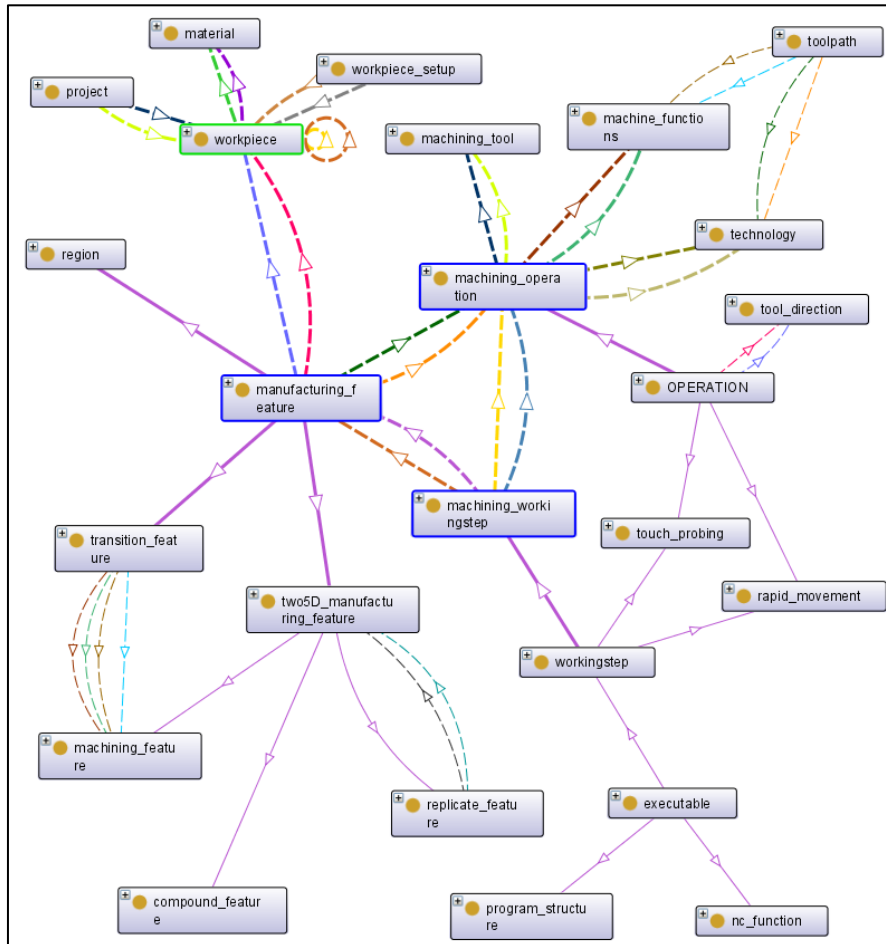 material
toolpath
workpiece_setup
project
machine_functio
ns
workpiece
machining_tool
technology
region
machining_opera
tion
tool_direction
manufacturing_f
eature
OPERATION
machining_worki
ngstep
transition_feat
ure
touch_probing
two5D_manufactu
ring_feature
rapid_movement
workingstep
machining_featu
re
replicate_featu
re
executable
compound_featur
e
program_structu
re
nc_function